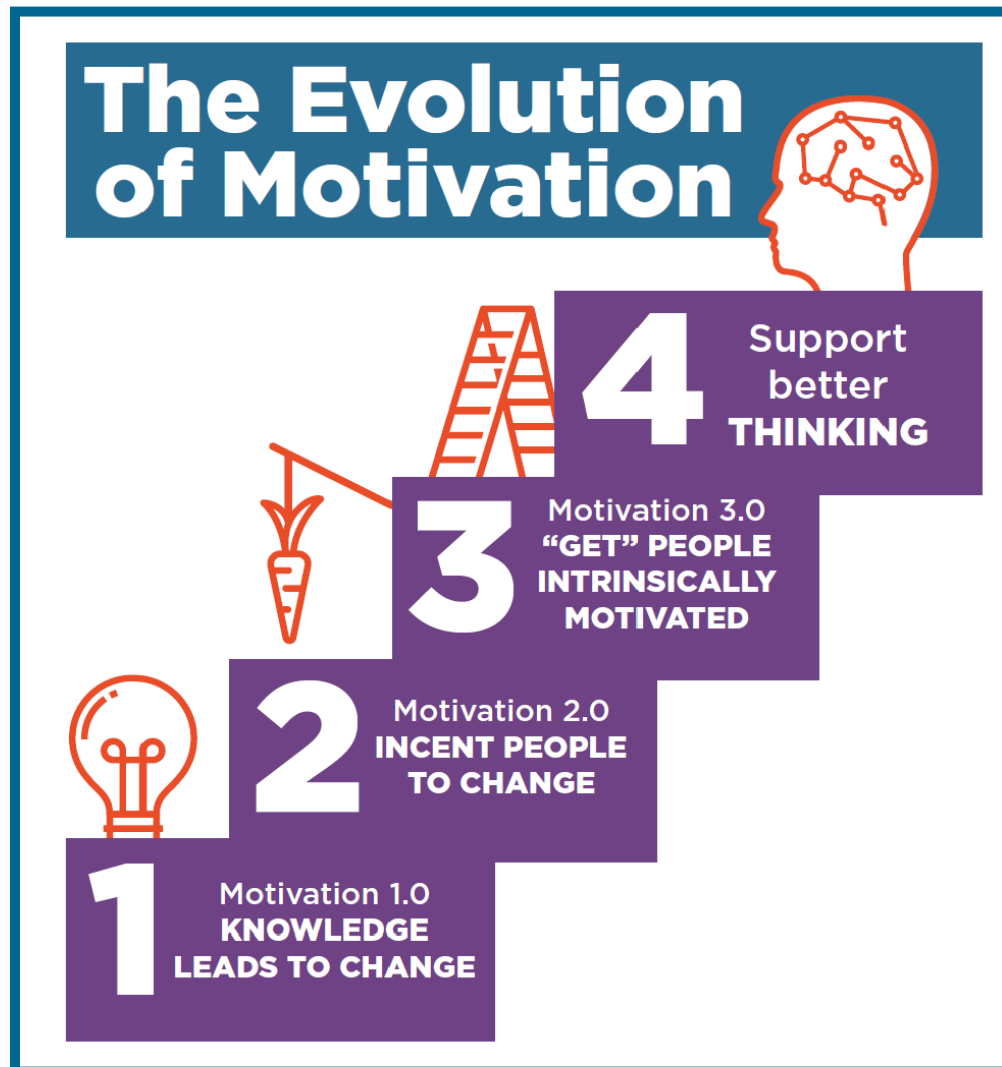 The Evolution
of Motivation
4
Support
better
THINKING
3
Motivation 3.0
“GET” PEOPLE
INTRINSICALLY
MOTIVATED
2
Motivation 2.0
INCENT PEOPLE
TO CHANGE
1
Motivation 1.0
KNOWLEDGE
LEADS TO CHANGE